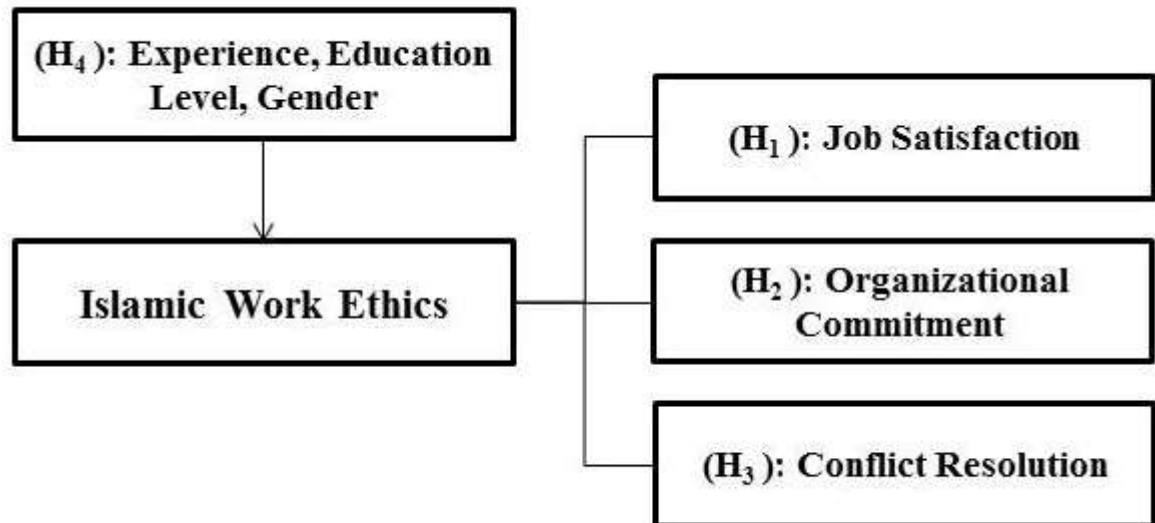 (H₄ ): Experience, Education
Level, Gender
(H₁ ): Job Satisfaction
Islamic Work Ethics
(H₂ ): Organizational
Commitment
(H₃ ): Conflict Resolution